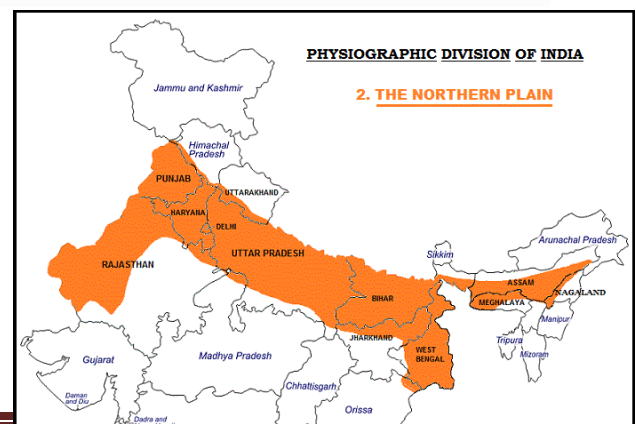 PHYSIOGRAPHIC DIVISION OF INDIA
2. THE NORTHERN PLAIN
Jammu and Kashmir
Himachal
Pradesh
PUNJAB
UTTARAKHAND
HARYANA
DELHI
UTTAR PRADESH
RAJASTHAN
Sikkim
Arunachal Pradesh
ASSAM
NAGALAND
MEGHALAYA
Manipur
BIHAR
Tripura
Mizoram
JHARKHAND
WEST
BENGAL
Gujarat
Madhya Pradesh
Chhattisgarh
Orissa
Daman
and Diu
Dadra and